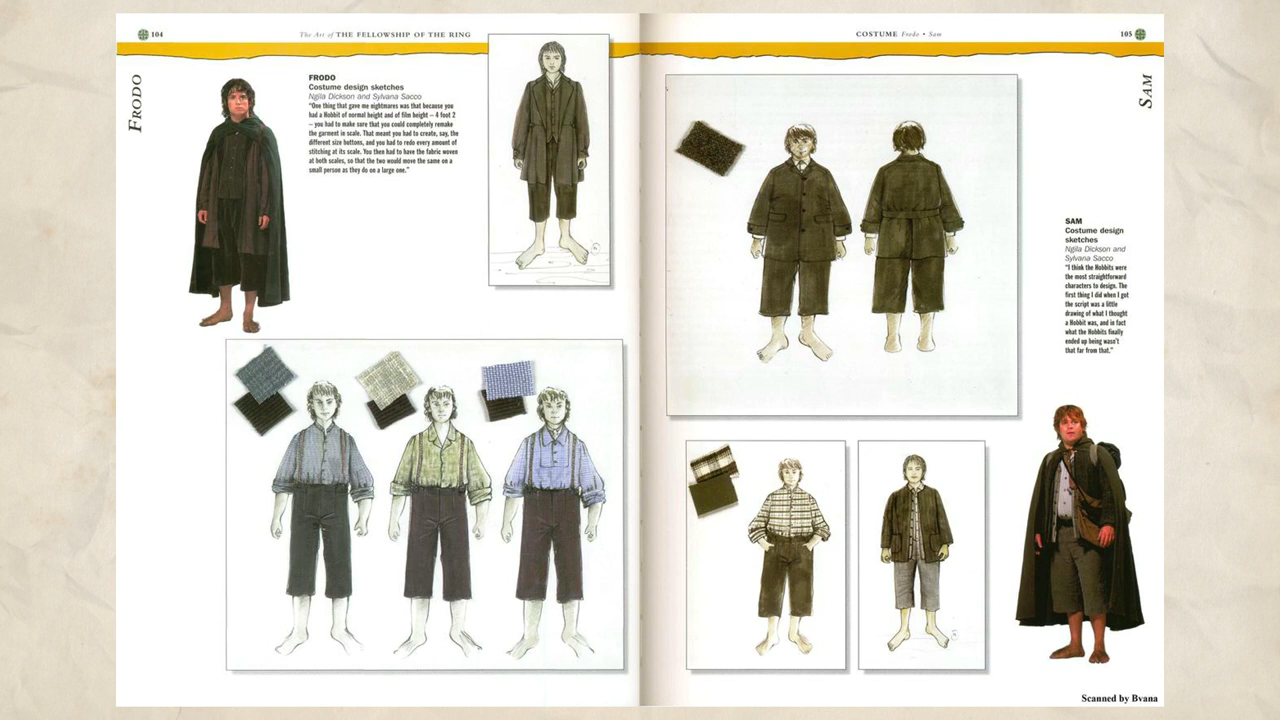 104
The Art of THE FELLOWSHIP OF THE RING
FRODO
FRODO
Costume design sketches
Ngila Dickson and Sylvana Sacco
"One thing that gave me nightmares was that because you
had a Hobbit of normal height and of film height – 4 foot 2
– you had to make sure that you could completely remake
the garment in scale. That meant you had to create, say, the
different size buttons, and you had to redo every amount of
stitching at its scale. You then had to have the fabric woven
at both scales, so that the two would move the same on a
small person as they do on a large one."
COSTUME Frodo • Sam
105
SAM
SAM
Costume design
sketches
Ngila Dickson and
Sylvana Sacco
"I think the Hobbits were
the most straightforward
characters to design. The
first thing I did when I got
the script was a little
drawing of what I thought
a Hobbit was, and in fact
what the Hobbits finally
ended up being wasn't
that far from that."
Scanned by Bvana